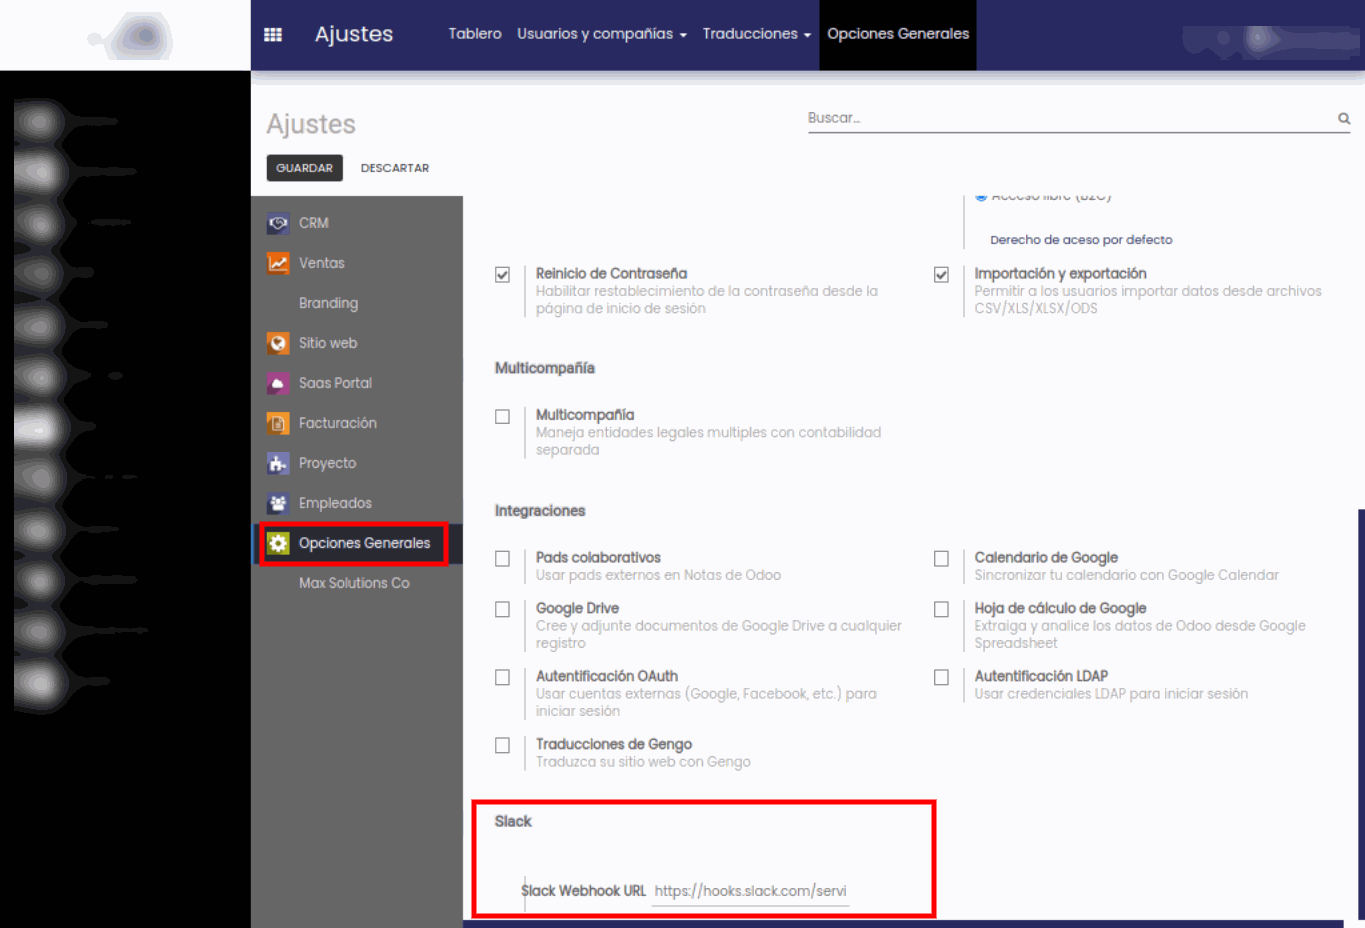 Ajustes
Tablero
Usuarios y compañías
Traducciones
Opciones Generales
Ajustes
Buscar...
GUARDAR
DESCARTAR
CRM
Ventas
Branding
Sitio web
Saas Portal
Facturación
Proyecto
Empleados
Opciones Generales
Max Solutions Co
Acceso libre (B2C)
Derecho de aceso por defecto
Reinicio de Contraseña
Habilitar restablecimiento de la contraseña desde la
página de inicio de sesión
Importación y exportación
Permitir a los usuarios importar datos desde archivos
CSV/XLS/XLSX/ODS
Multicompañía
Multicompañía
Maneja entidades legales multiples con contabilidad
separada
Integraciones
Pads colaborativos
Usar pads externos en Notas de Odoo
Calendario de Google
Sincronizar tu calendario con Google Calendar
Google Drive
Cree y adjunte documentos de Google Drive a cualquier
registro
Hoja de cálculo de Google
Extraiga y analice los datos de Odoo desde Google
Spreadsheet
Autentificación OAuth
Usar cuentas externas (Google, Facebook, etc.) para
iniciar sesión
Autentificación LDAP
Usar credenciales LDAP para iniciar sesión
Traducciones de Gengo
Traduzca su sitio web con Gengo
Slack
Slack Webhook URL https://hooks.slack.com/servi